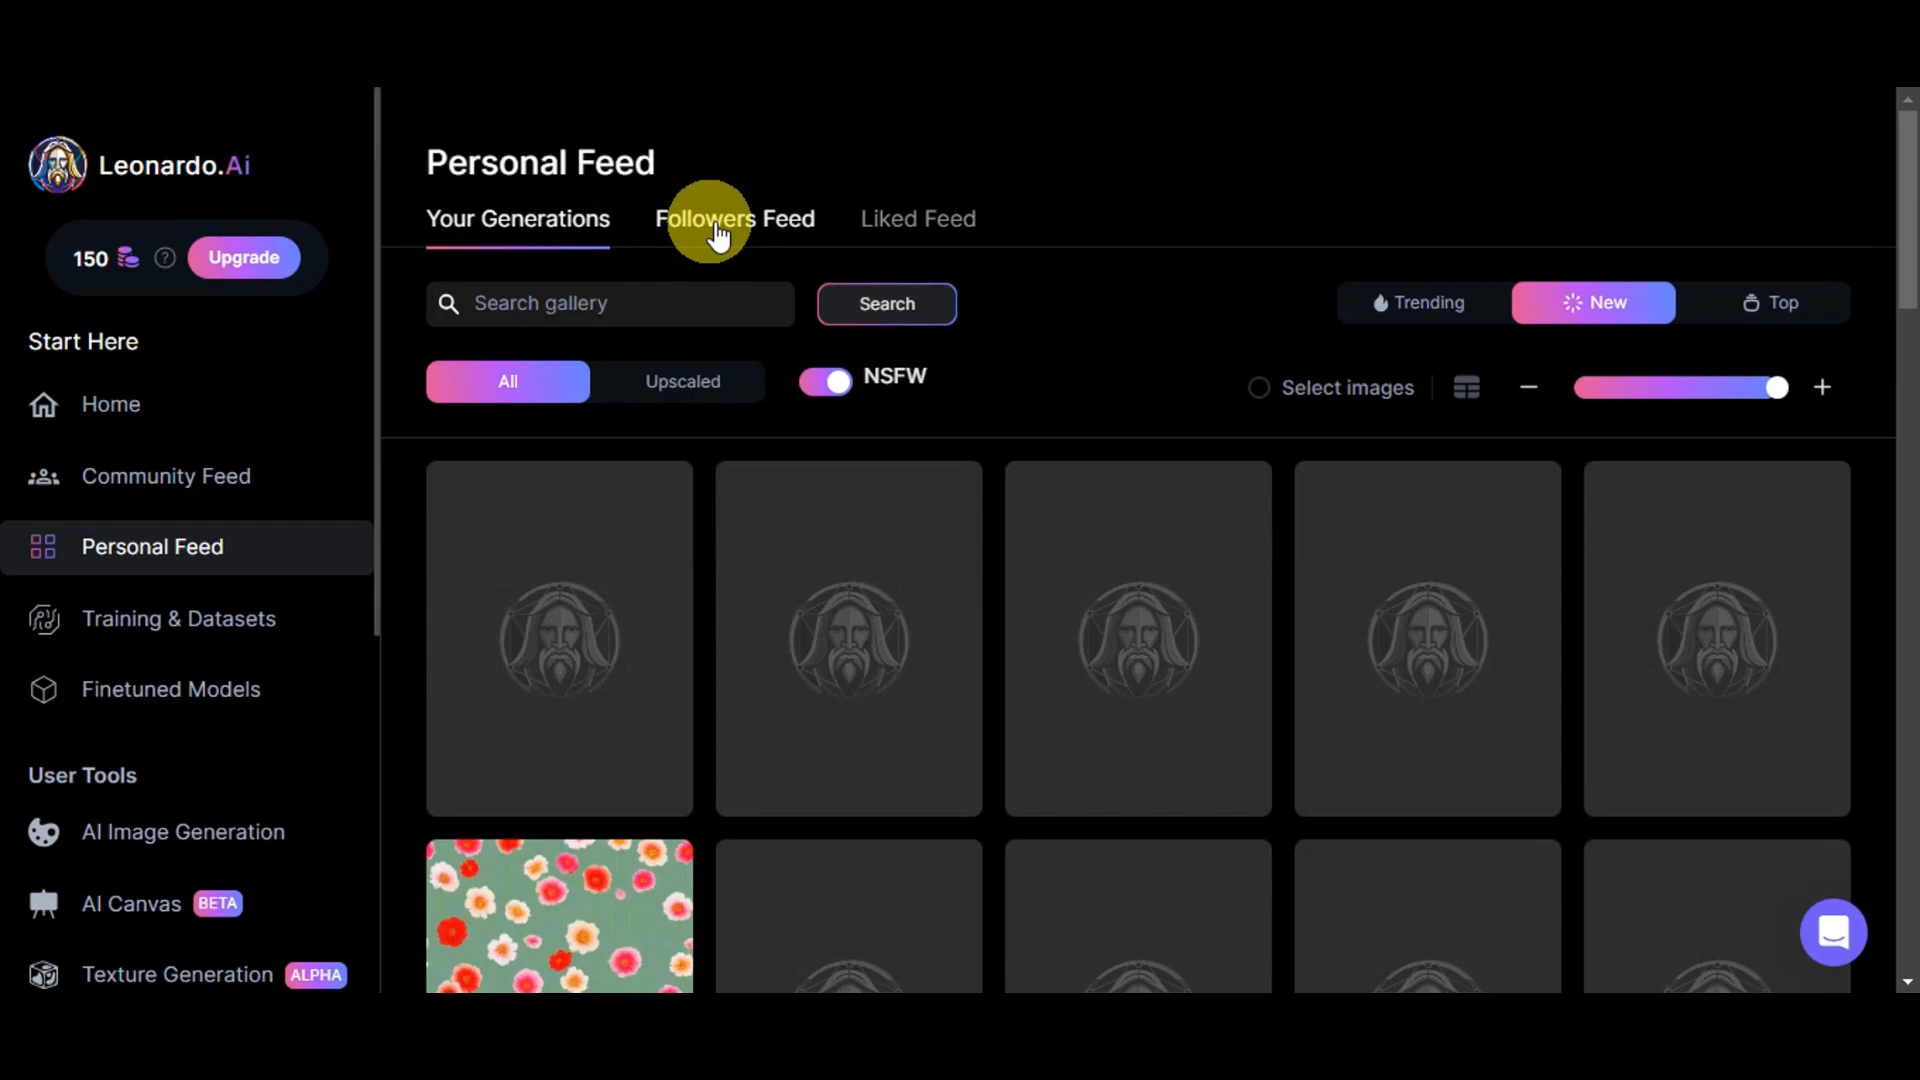 Leonardo.Ai
150
?
Upgrade
Start Here
Home
Community Feed
Personal Feed
Training & Datasets
Finetuned Models
User Tools
AI Image Generation
AI Canvas BETA
Texture Generation ALPHA
Personal Feed
Your Generations
Followers Feed
Liked Feed
Search gallery
Search
Trending
New
Top
All
Upscaled
NSFW
Select images